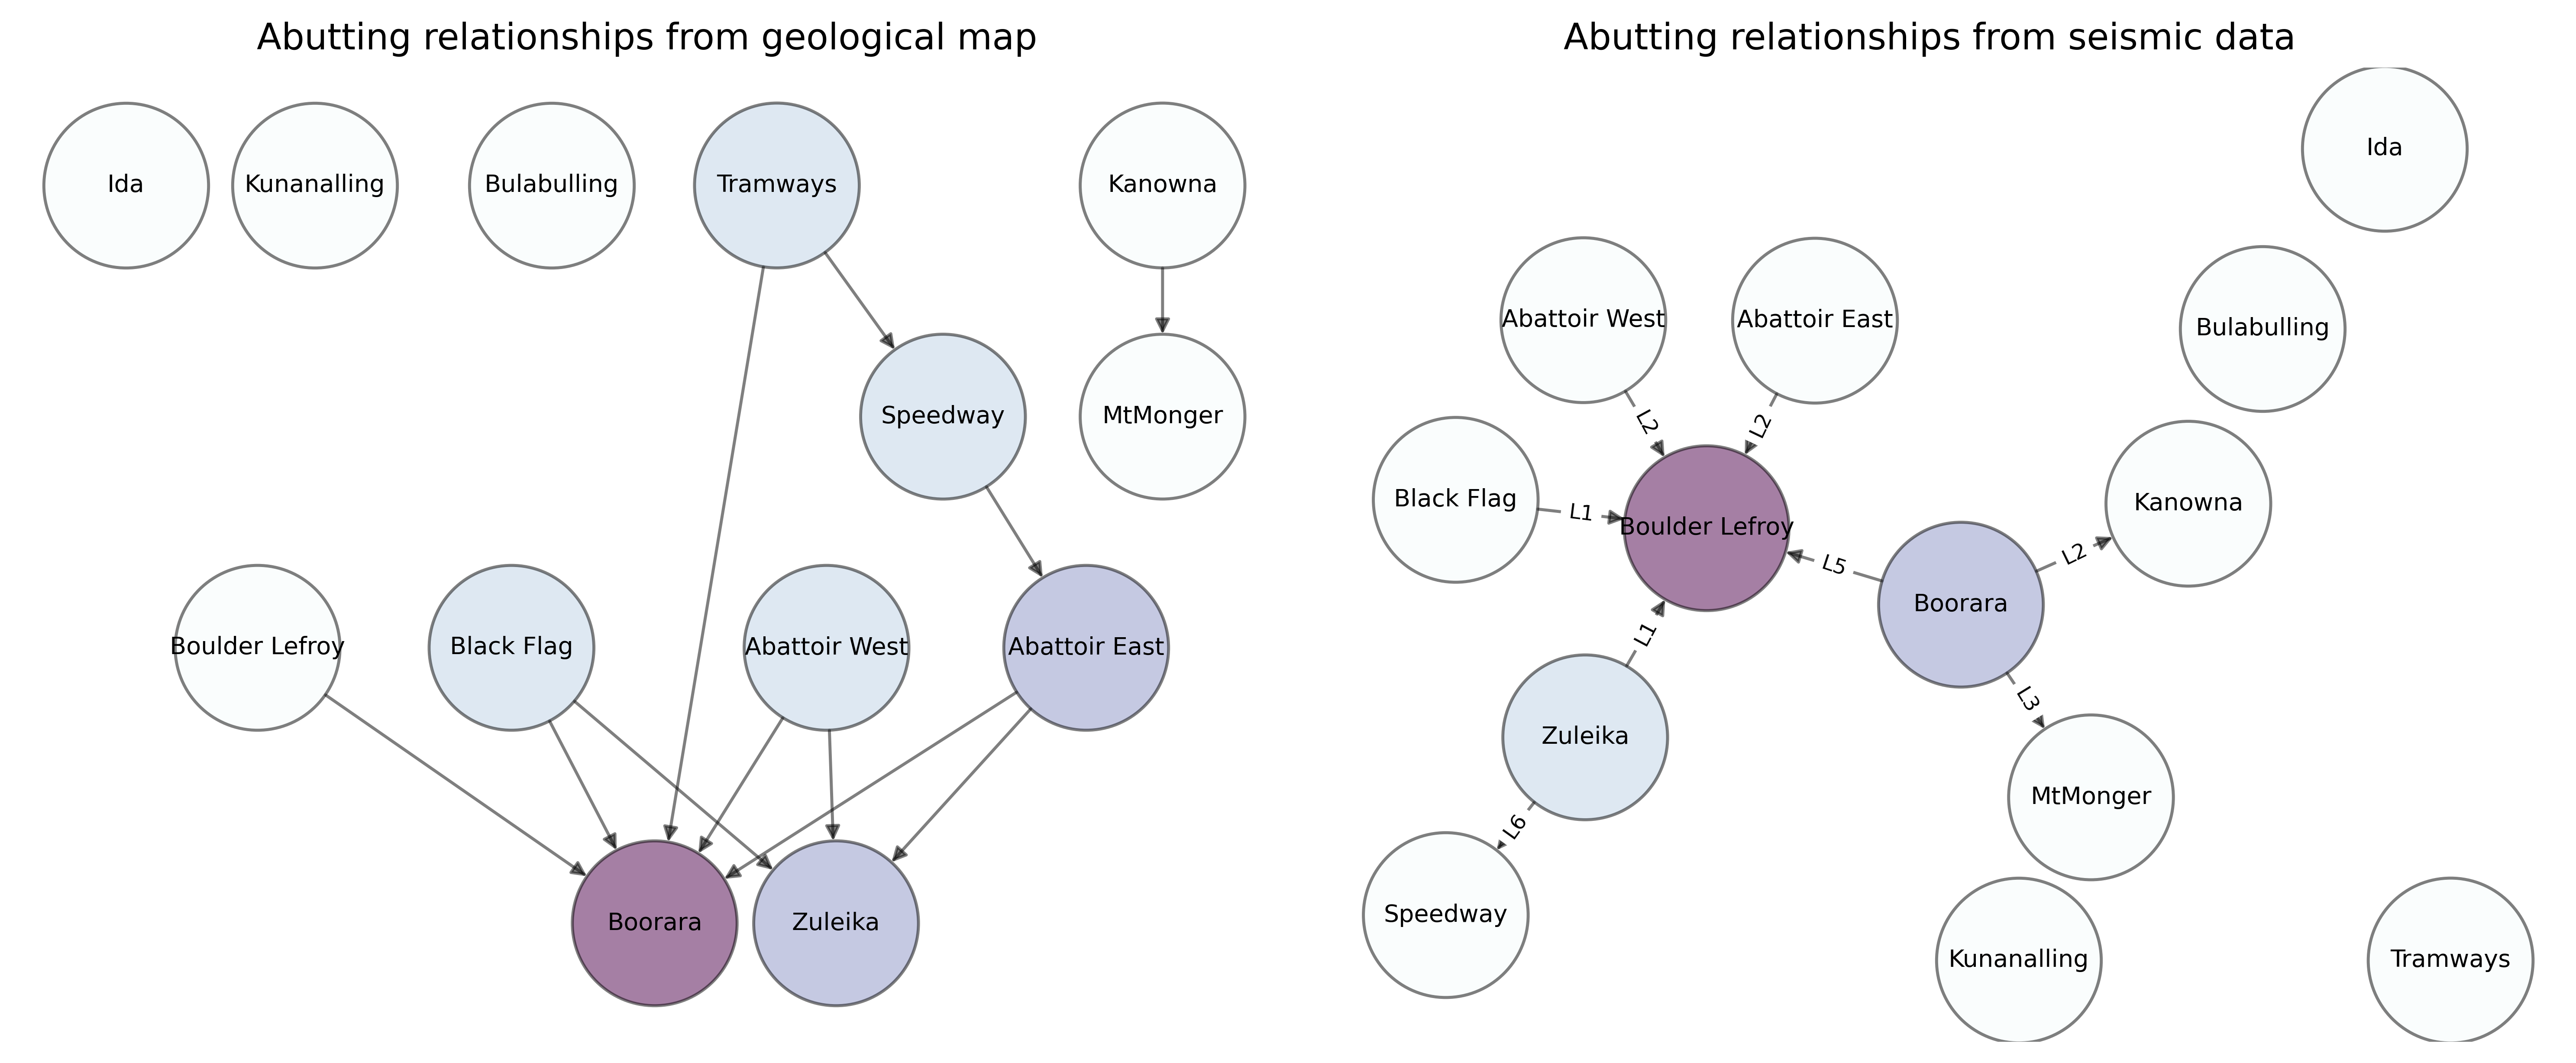 Abutting relationships from geological map
Ida
Kunanalling
Bulabulling
Tramways
Kanowna
Speedway
MtMonger
Boulder Lefroy
Black Flag
Abattoir West
Abattoir East
Boorara
Zuleika
Abutting relationships from seismic data
Ida
Abattoir West
Abattoir East
Bulabulling
L2
L2
Black Flag
L1
Boulder Lefroy
Kanowna
L5
L2
Boorara
L1
L3
Zuleika
MtMonger
L6
Speedway
Kunanalling
Tramways